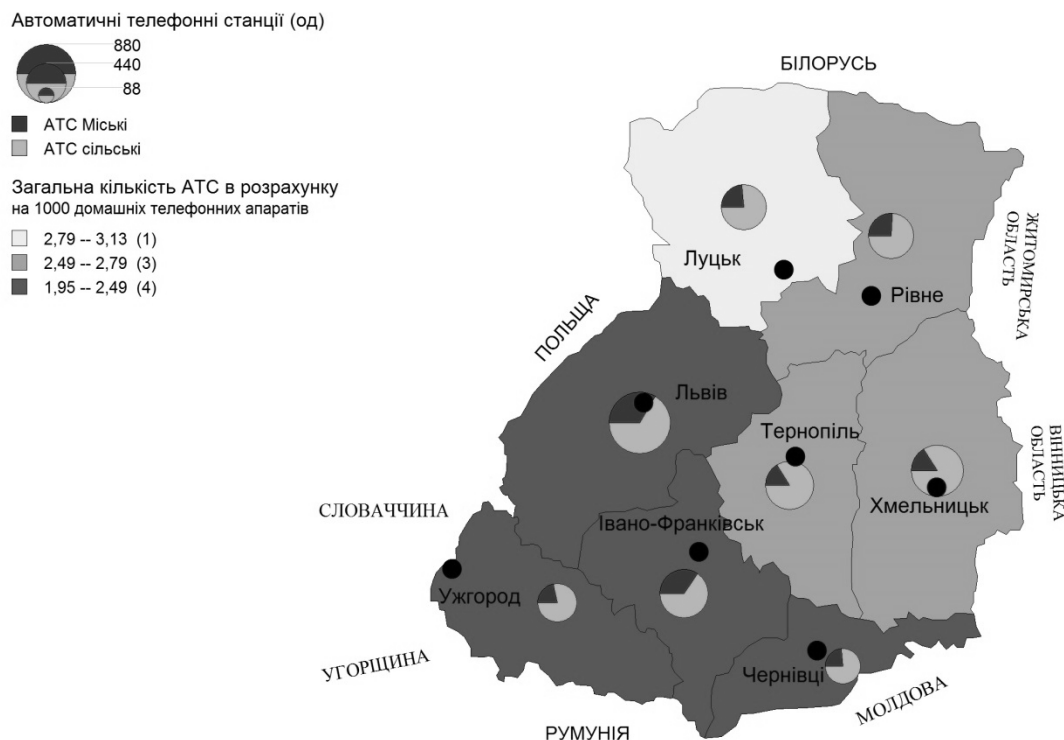 Автоматичні телефонні станції (од)
880
440
88
АТС Міські
АТС сільські
Загальна кількість АТС в розрахунку
на 1000 домашніх телефонних апаратів
2,79 -- 3,13 (1)
2,49 -- 2,79 (3)
1,95 -- 2,49 (4)
БІЛОРУСЬ
ЖИТОМИРСЬКА
ОБЛАСТЬ
Луцьк
Рівне
ПОЛЬЩА
Львів
Тернопіль
ВІННИЦЬКА
ОБЛАСТЬ
Хмельницьк
СЛОВАЧЧИНА
Івано-Франківськ
Ужгород
УГОРЩИНА
Чернівці
МОЛДОВА
РУМУНІЯ